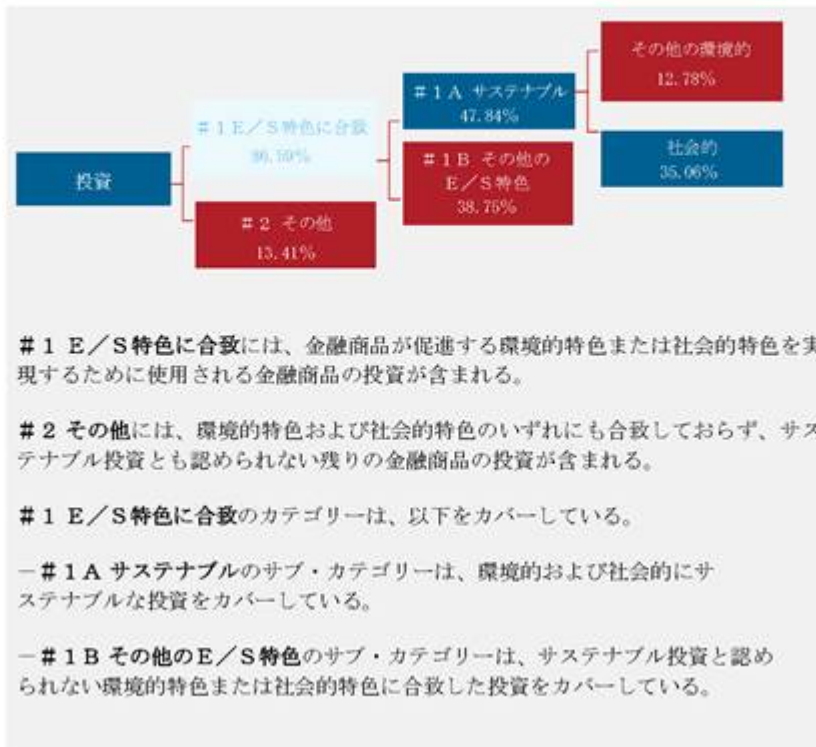 その他の環境的
12.78%
#1A サステナブル
47.84%
#1E/S特色に合致
86.59%
社会的
35.06%
#1B その他の
E/S特色
38.75%
投資
#2 その他
13.41%
#1 E/S特色に合致には、金融商品が促進する環境的特色または社会的特色を実
現するために使用される金融商品の投資が含まれる。
#2 その他には、環境的特色および社会的特色のいずれにも合致しておらず、サス
テナブル投資とも認められない残りの金融商品の投資が含まれる。
#1 E/S特色に合致のカテゴリーは、以下をカバーしている。
-#1A サステナブルのサブ・カテゴリーは、環境的および社会的にサ
ステナブルな投資をカバーしている。
-#1B その他のE/S特色のサブ・カテゴリーは、サステナブル投資と認め
られない環境的特色または社会的特色に合致した投資をカバーしている。